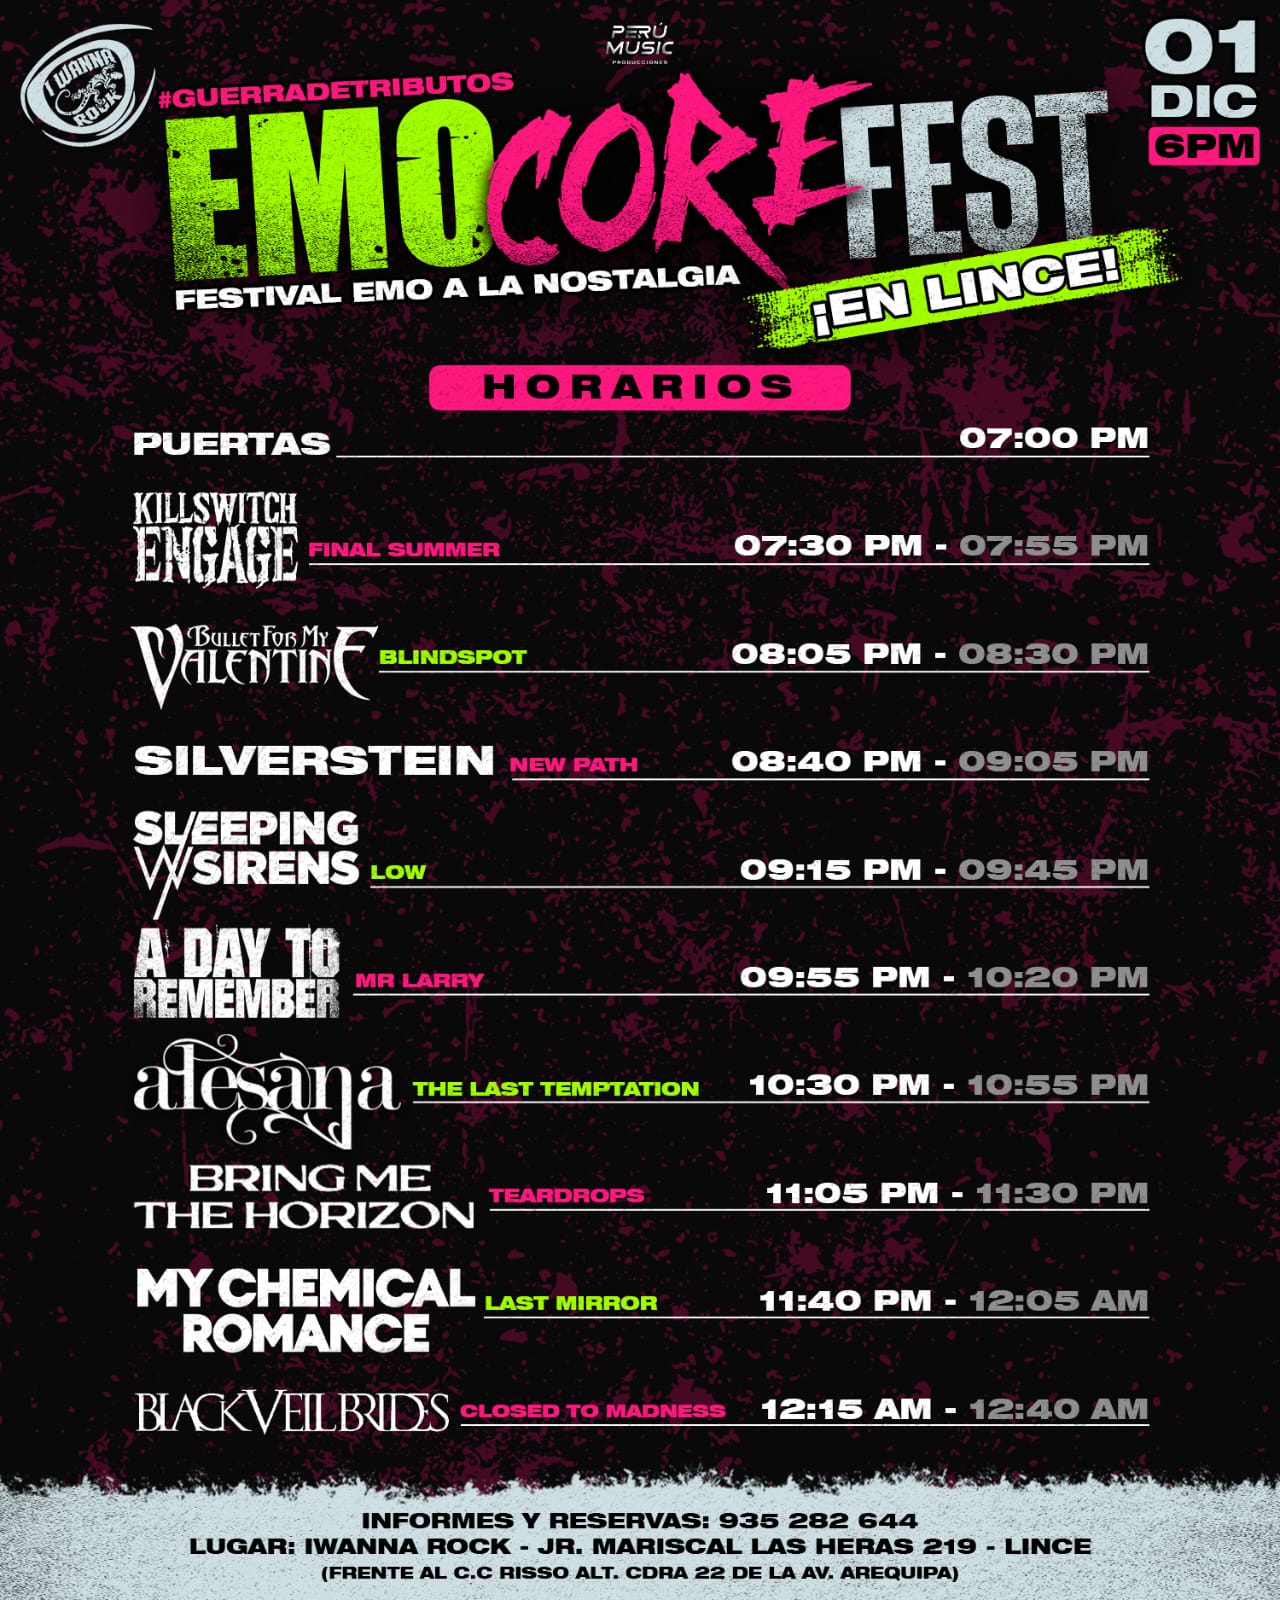 I WANNA
ROCK
PERÚ
MUSIC
PRODUCCIONES
01
DIC
6PM
#GUERRADETRIBUTOS
EMOCOREFEST
FESTIVAL EMO A LA NOSTALGIA
¡EN LINCE!
HORARIOS
PUERTAS 07:00 PM
KILLSWITCH
ENGAGE FINAL SUMMER 07:30 PM - 07:55 PM
BULLET FOR MY
VALENTINE BLINDSPOT 08:05 PM - 08:30 PM
SILVERSTEIN NEW PATH 08:40 PM - 09:05 PM
SLEEPING
W/SIRENS LOW 09:15 PM - 09:45 PM
A DAY TO
REMEMBER MR LARRY 09:55 PM - 10:20 PM
alesana THE LAST TEMPTATION 10:30 PM - 10:55 PM
BRING ME
THE HORIZON TEARDROPS 11:05 PM - 11:30 PM
MY CHEMICAL
ROMANCE LAST MIRROR 11:40 PM - 12:05 AM
BLACK VEIL BRIDES CLOSED TO MADNESS 12:15 AM - 12:40 AM
INFORMES Y RESERVAS: 935 282 644
LUGAR: IWANNA ROCK - JR. MARISCAL LAS HERAS 219 - LINCE
(FRENTE AL C.C RISSO ALT. CDRA 22 DE LA AV. AREQUIPA)